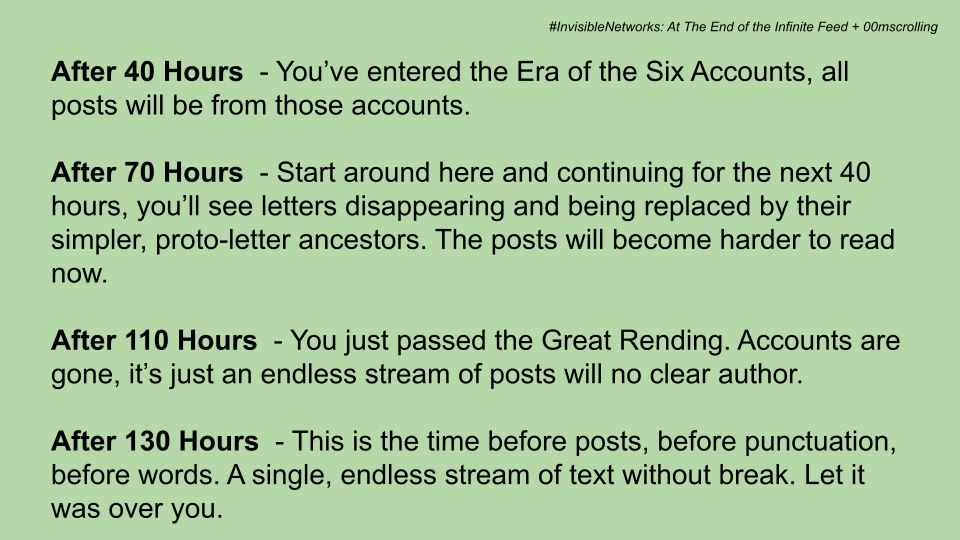 #InvisibleNetworks: At The End of the Infinite Feed + 00mscrolling
After 40 Hours - You’ve entered the Era of the Six Accounts, all
posts will be from those accounts.
After 70 Hours - Start around here and continuing for the next 40
hours, you’ll see letters disappearing and being replaced by their
simpler, proto-letter ancestors. The posts will become harder to read
now.
After 110 Hours - You just passed the Great Rending. Accounts are
gone, it’s just an endless stream of posts will no clear author.
After 130 Hours - This is the time before posts, before punctuation,
before words. A single, endless stream of text without break. Let it
was over you.